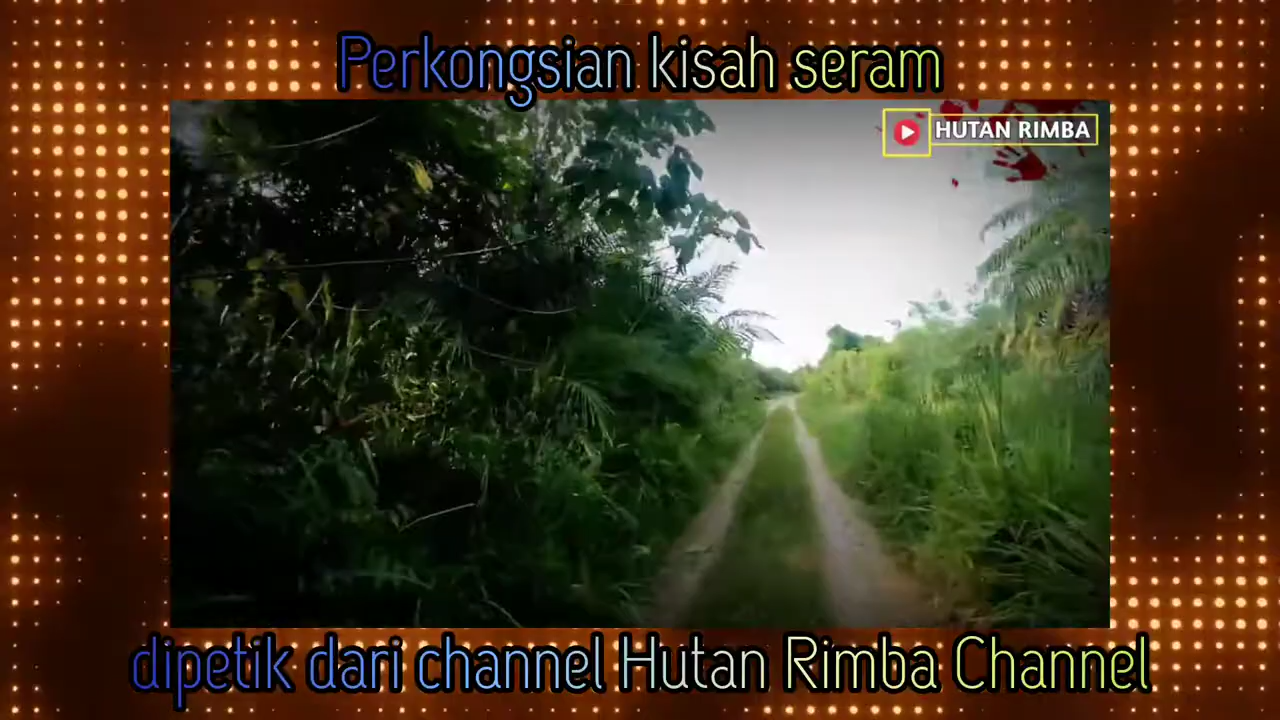 Perkongsian kisah seram
HUTAN RIMBA
dipetik dari channel Hutan Rimba Channel